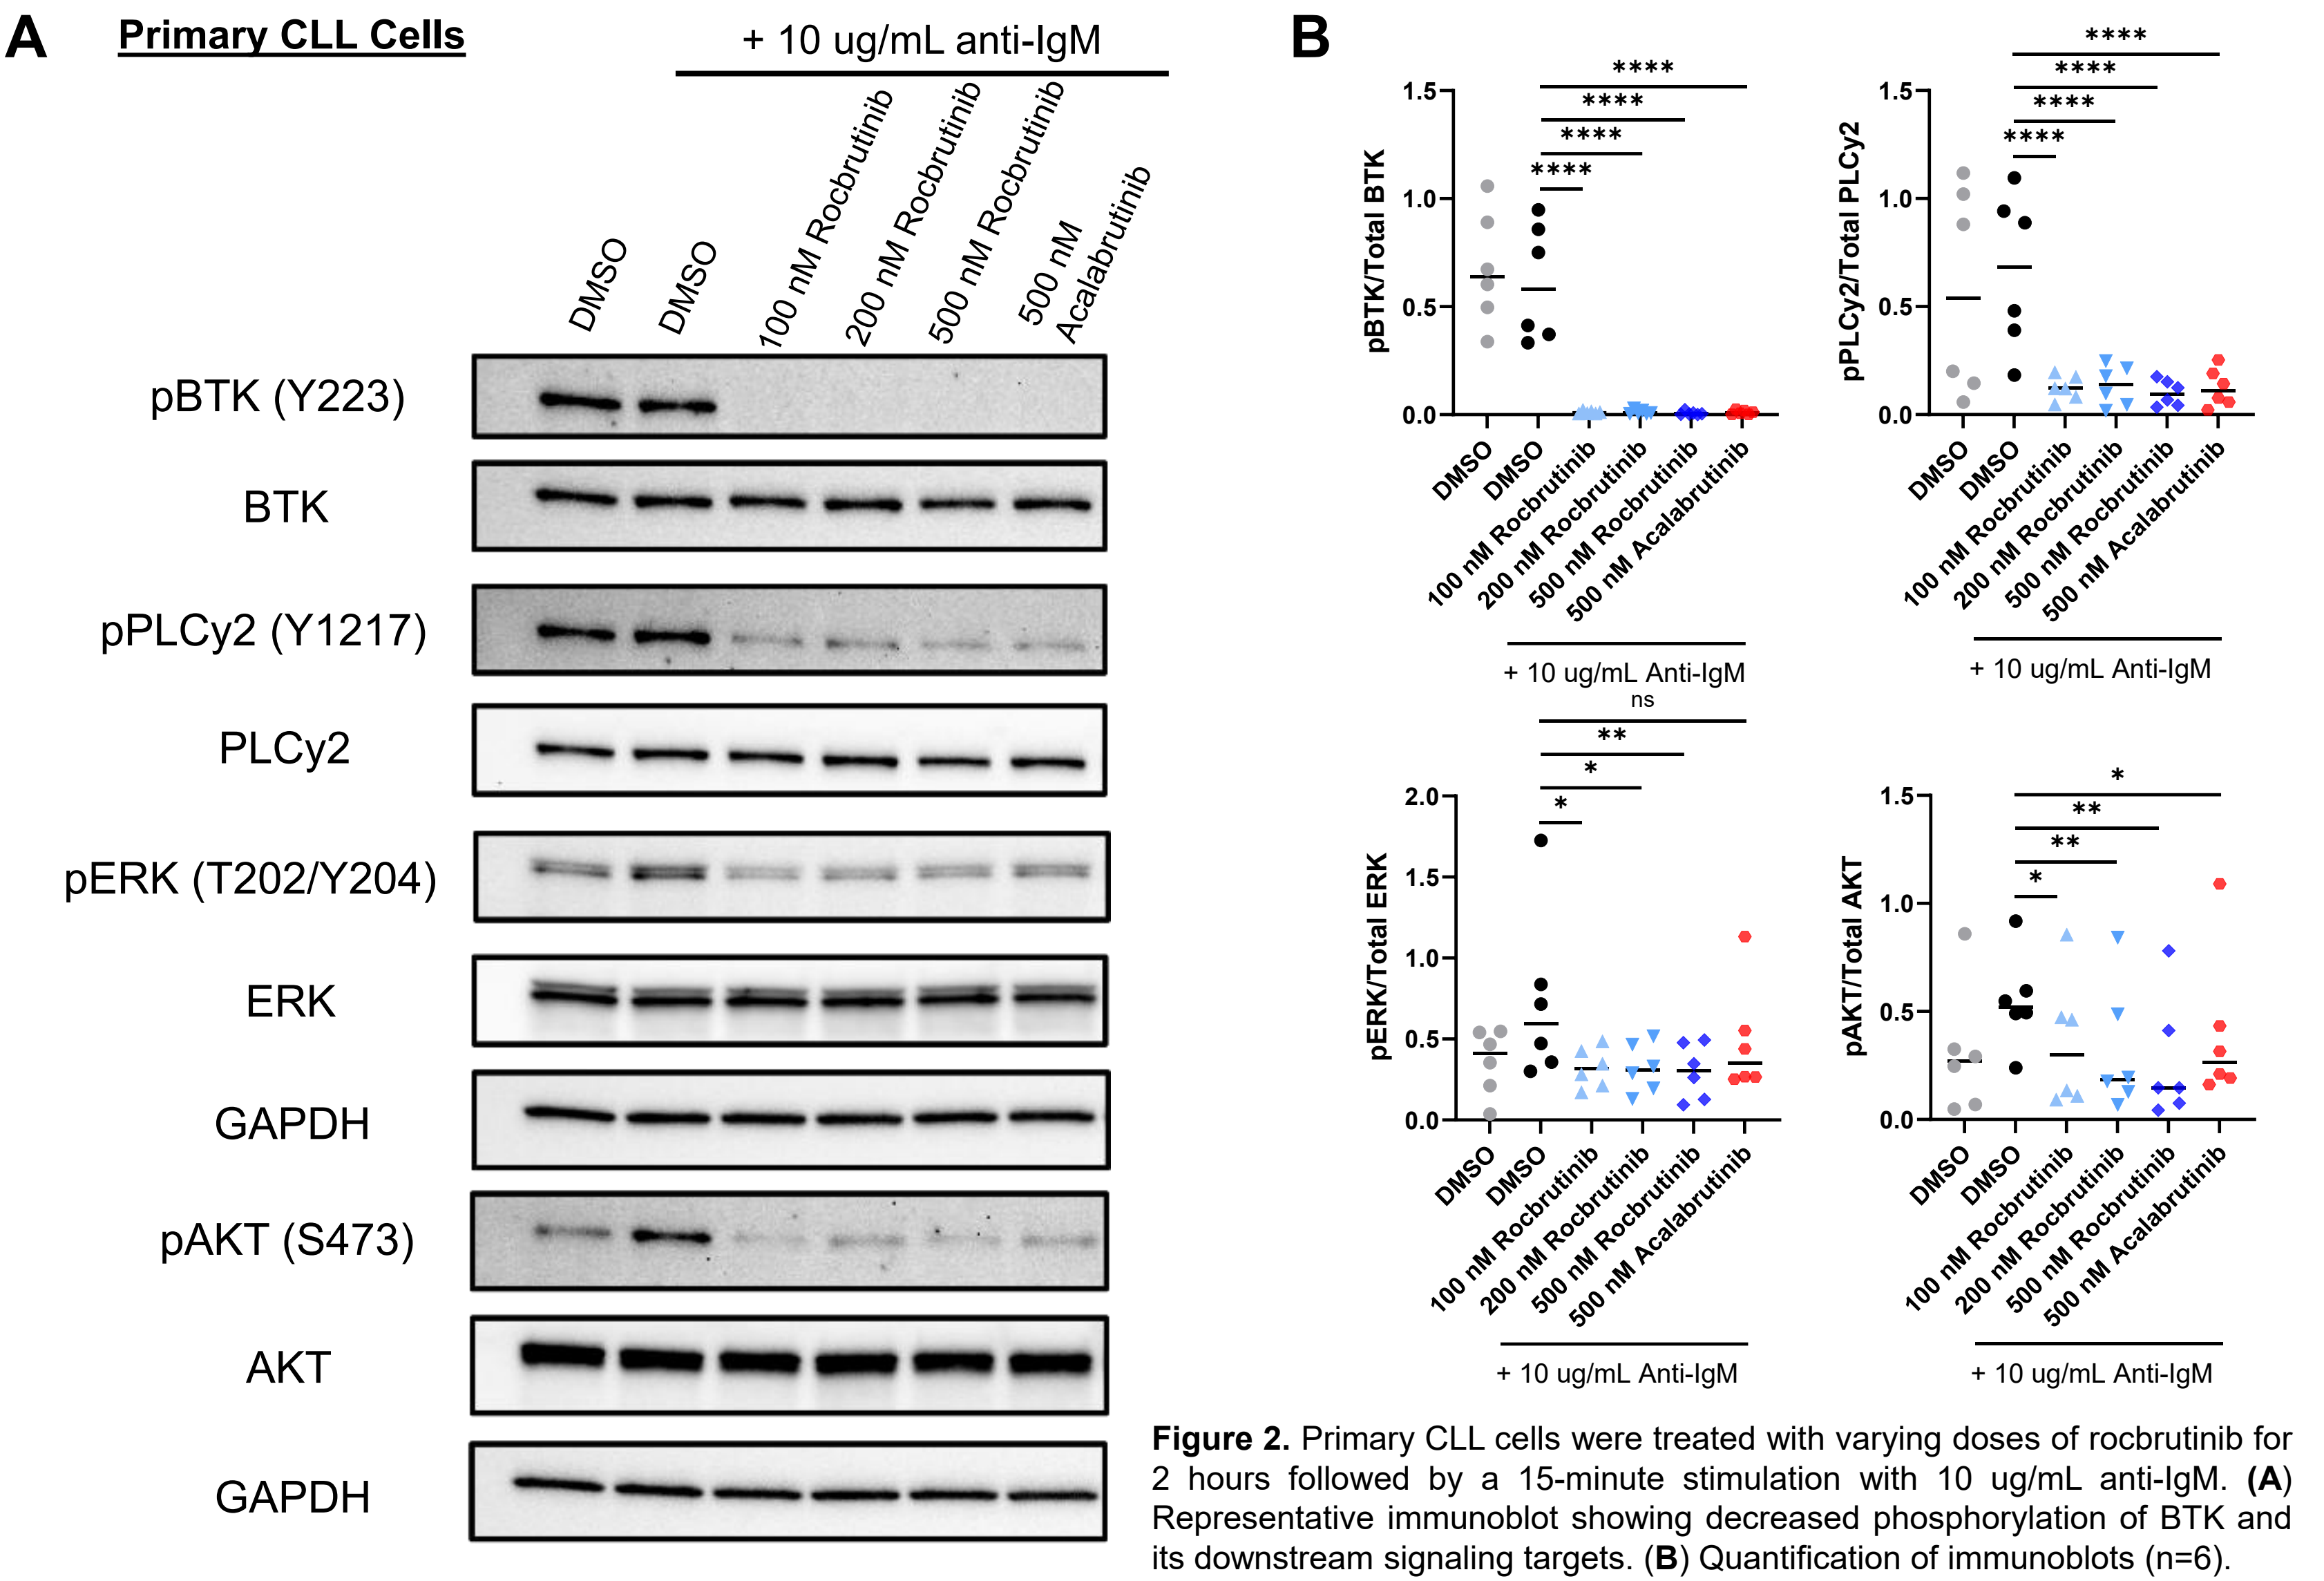 A
Primary CLL Cells
+ 10 ug/mL anti-IgM
DMSO
DMSO
100 nM Rocbrutinib
200 nM Rocbrutinib
500 nM Rocbrutinib
500 nM
Acalabrutinib
pBTK (Y223)
BTK
pPLCy2 (Y1217)
PLCy2
pERK (T202/Y204)
ERK
GAPDH
pAKT (S473)
AKT
GAPDH
B
****
****
****
****
1.5
1.0
0.5
0.0
pBTK/Total BTK
DMSO
DMSO
100 nM Rocbrutinib
200 nM Rocbrutinib
500 nM Rocbrutinib
500 nM Acalabrutinib
+ 10 ug/mL Anti-IgM
****
****
****
****
1.5
1.0
0.5
0.0
pPLCy2/Total PLCy2
DMSO
DMSO
100 nM Rocbrutinib
200 nM Rocbrutinib
500 nM Rocbrutinib
500 nM Acalabrutinib
+ 10 ug/mL Anti-IgM
ns
**
*
*
2.0
1.5
1.0
0.5
0.0
pERK/Total ERK
DMSO
DMSO
100 nM Rocbrutinib
200 nM Rocbrutinib
500 nM Rocbrutinib
500 nM Acalabrutinib
+ 10 ug/mL Anti-IgM
*
**
**
*
1.5
1.0
0.5
0.0
pAKT/Total AKT
DMSO
DMSO
100 nM Rocbrutinib
200 nM Rocbrutinib
500 nM Rocbrutinib
500 nM Acalabrutinib
+ 10 ug/mL Anti-IgM
Figure 2. Primary CLL cells were treated with varying doses of rocbrutinib for
2 hours followed by a 15-minute stimulation with 10 ug/mL anti-IgM. (A)
Representative immunoblot showing decreased phosphorylation of BTK and
its downstream signaling targets. (B) Quantification of immunoblots (n=6).